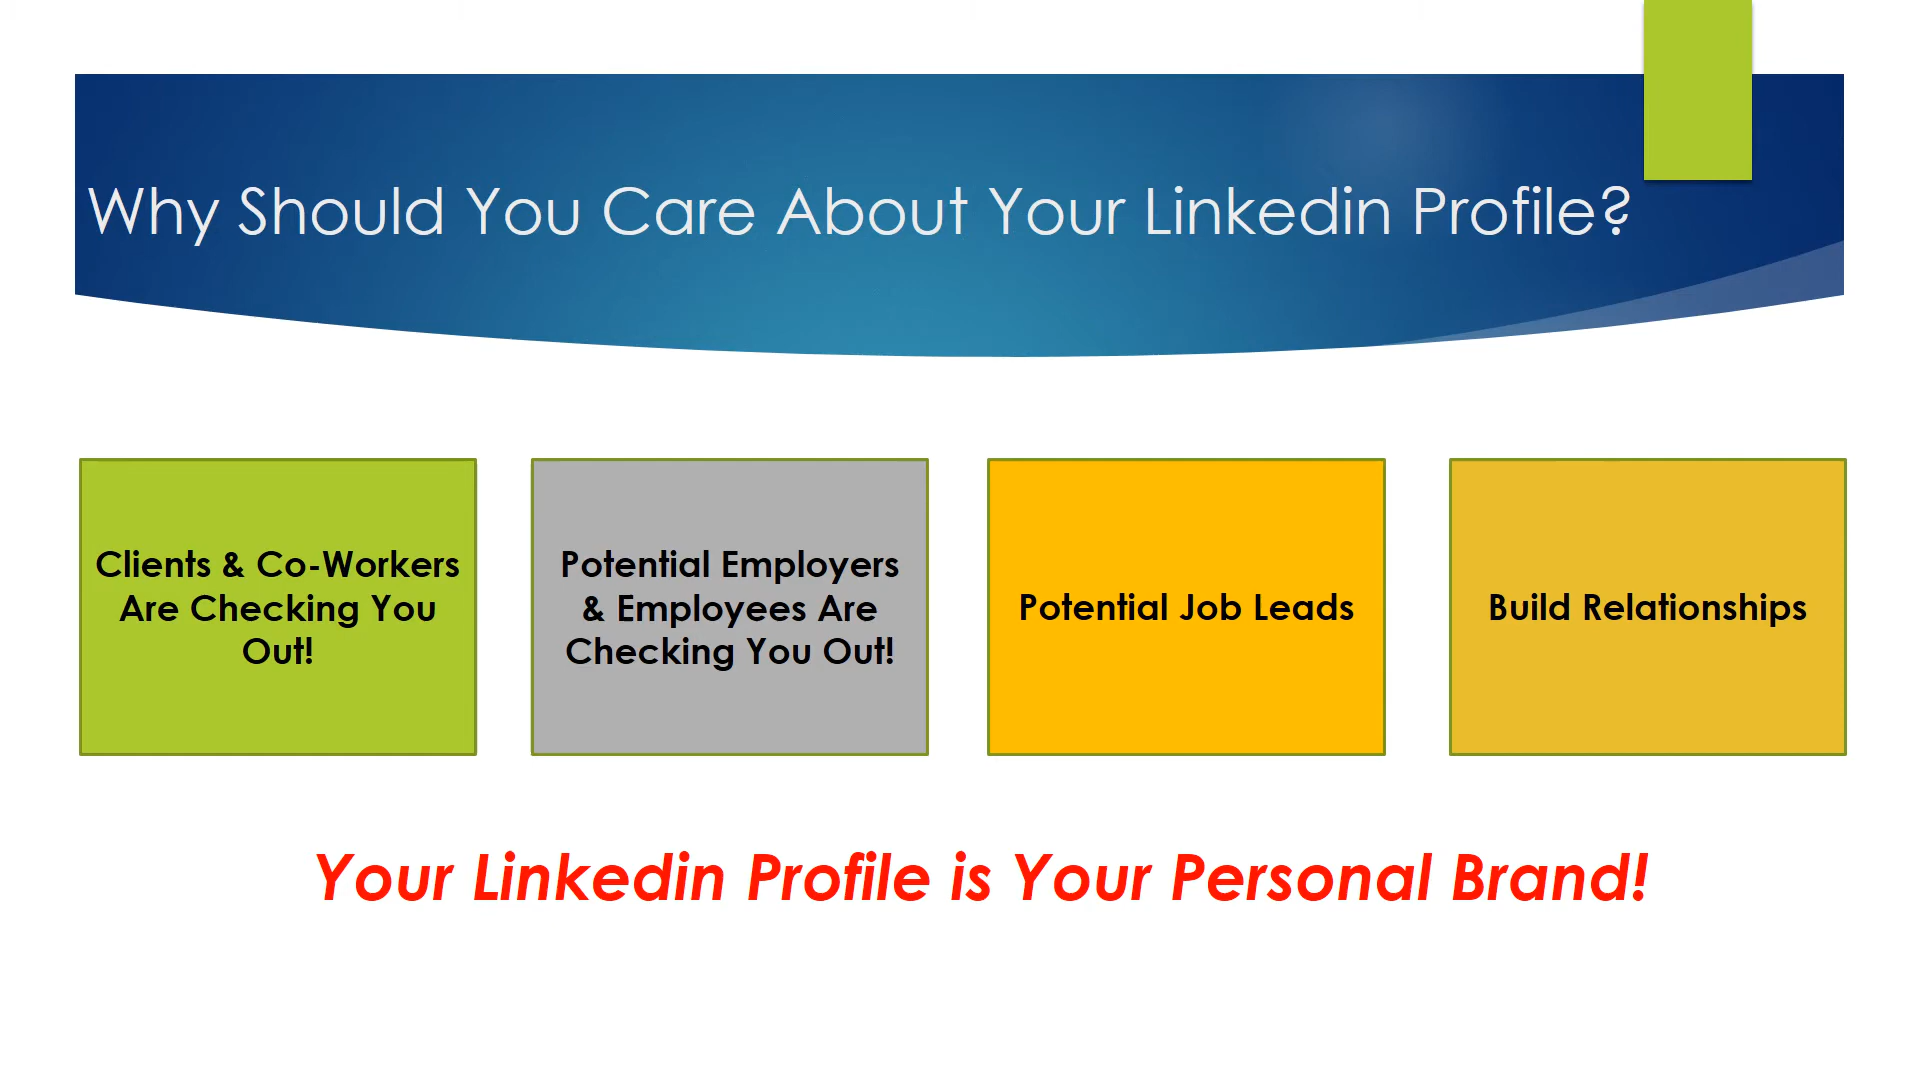 Why Should You Care About Your Linkedin Profile?
Clients & Co-Workers
Are Checking You
Out!
Potential Employers
& Employees Are
Checking You Out!
Potential Job Leads
Build Relationships
Your Linkedin Profile is Your Personal Brand!